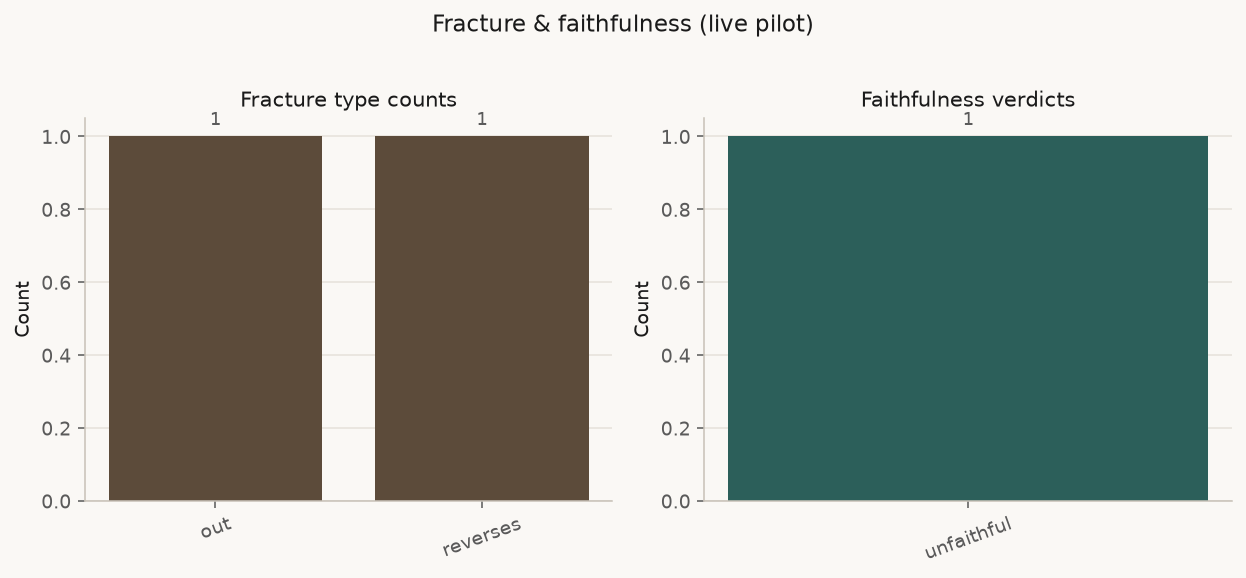 Fracture & faithfulness (live pilot)
Fracture type counts
1
1
1.0
0.8
0.6
0.4
0.2
0.0
Count
out
reverses
Faithfulness verdicts
1
1.0
0.8
0.6
0.4
0.2
0.0
Count
unfaithful